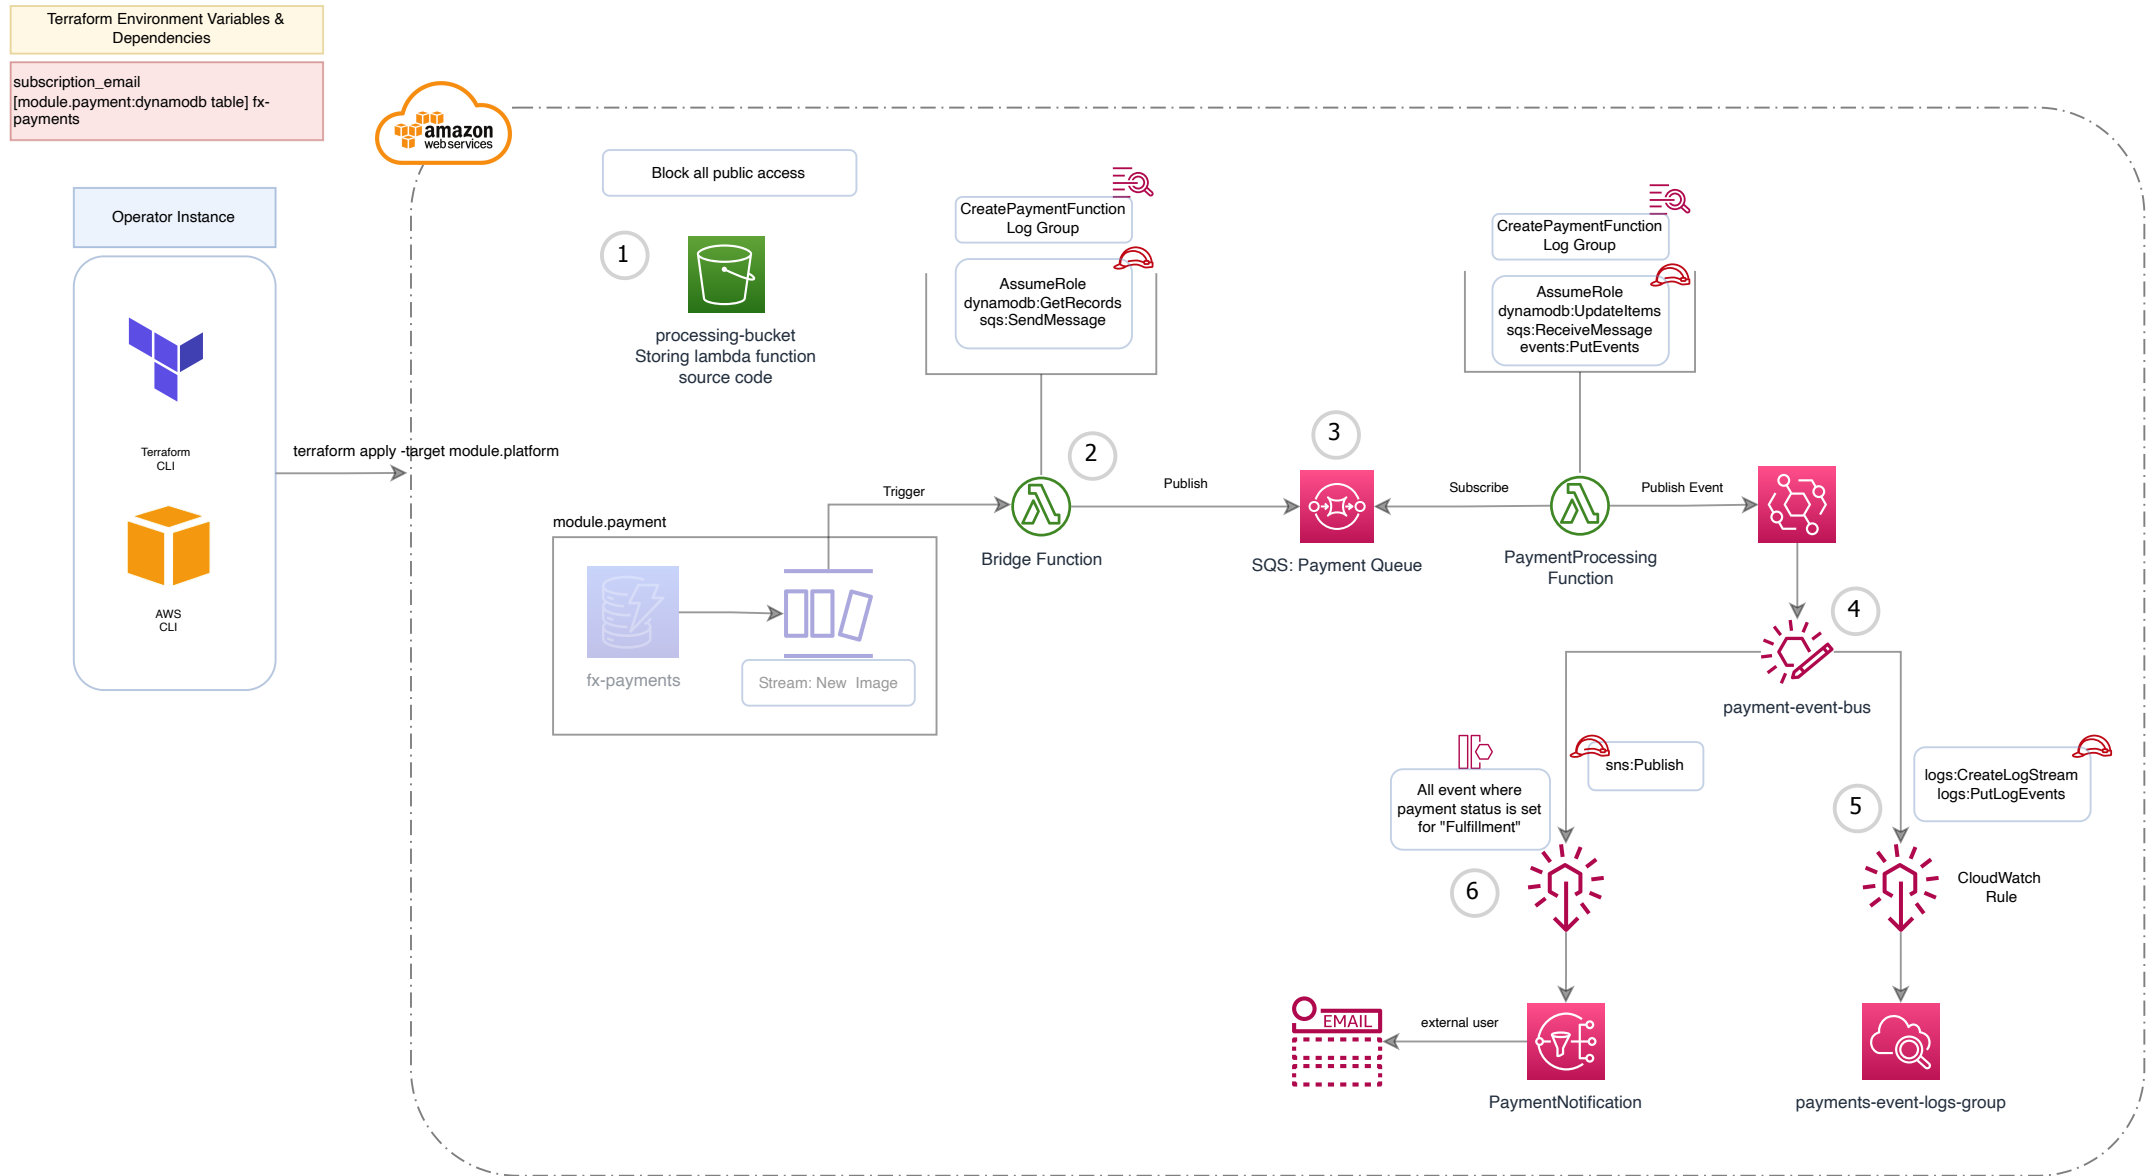 Terraform Environment Variables &
Dependencies
subscription_email
[module.payment:dynamodb table] fx-
payments
amazon
web services
Operator Instance
Terraform
CLI
AWS
CLI
terraform apply -target module.platform
Block all public access
1
processing-bucket
Storing lambda function
source code
CreatePaymentFunction
Log Group
AssumeRole
dynamodb:GetRecords
sqs:SendMessage
CreatePaymentFunction
Log Group
AssumeRole
dynamodb:UpdateItems
sqs:ReceiveMessage
events:PutEvents
module.payment
fx-payments
Stream: New  Image
Trigger
2
Bridge Function
Publish
3
SQS: Payment Queue
Subscribe
PaymentProcessing
Function
Publish Event
4
payment-event-bus
sns:Publish
All event where
payment status is set
for "Fulfillment"
logs:CreateLogStream
logs:PutLogEvents
5
6
CloudWatch
Rule
EMAIL
external user
PaymentNotification
payments-event-logs-group